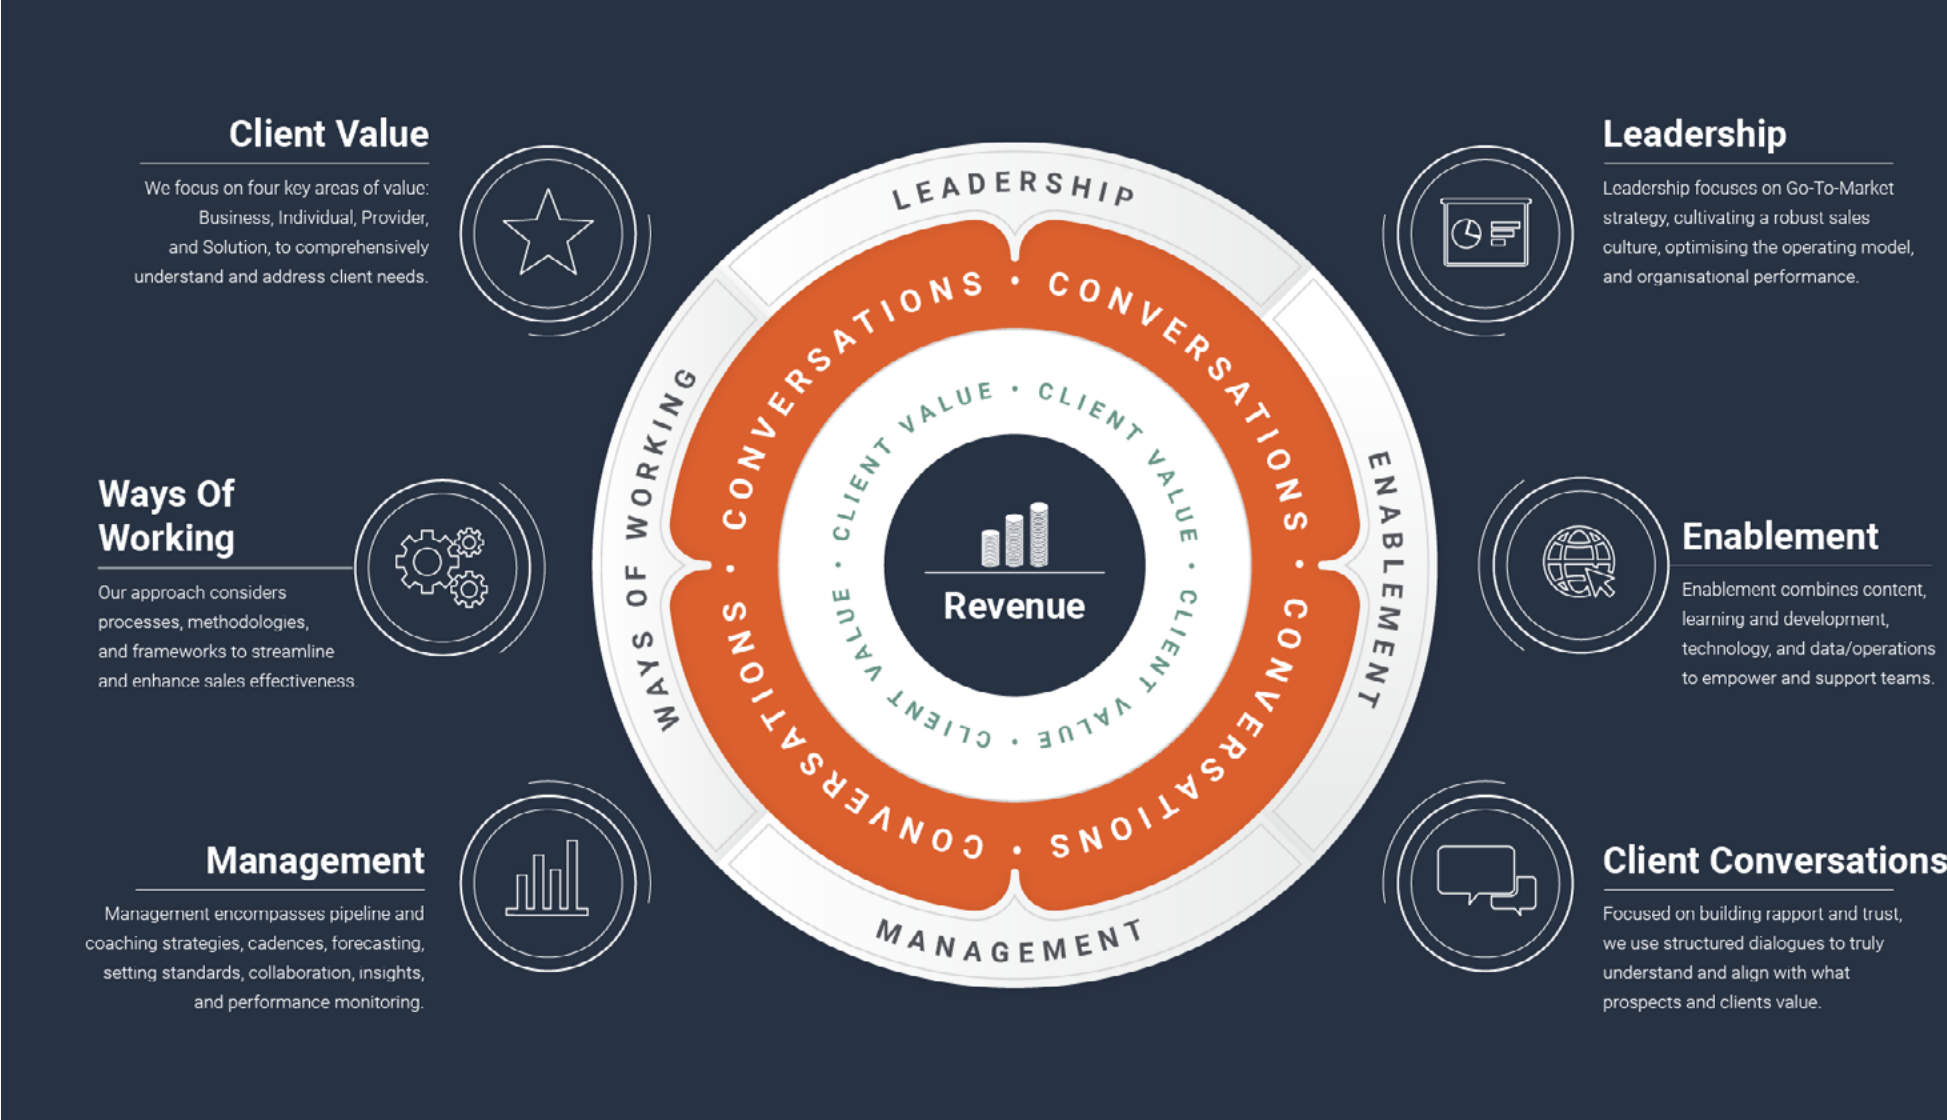 Client Value
We focus on four key areas of value:
Business, Individual, Provider,
and Solution, to comprehensively
understand and address client needs.
Ways Of
Working
Our approach considers
processes, methodologies,
and frameworks to streamline
and enhance sales effectiveness.
Management
Management encompasses pipeline and
coaching strategies, cadences, forecasting,
setting standards, collaboration, insights,
and performance monitoring.
LEADERSHIP
ENABLEMENT
MANAGEMENT
WAYS OF WORKING
CONVERSATIONS • CONVERSATIONS • CONVERSATIONS • CONVERSATIONS •
CLIENT VALUE • CLIENT VALUE • CLIENT VALUE • CLIENT VALUE •
Revenue
Leadership
Leadership focuses on Go-To-Market
strategy, cultivating a robust sales
culture, optimising the operating model,
and organisational performance.
Enablement
Enablement combines content,
learning and development,
technology, and data/operations
to empower and support teams.
Client Conversations
Focused on building rapport and trust,
we use structured dialogues to truly
understand and align with what
prospects and clients value.